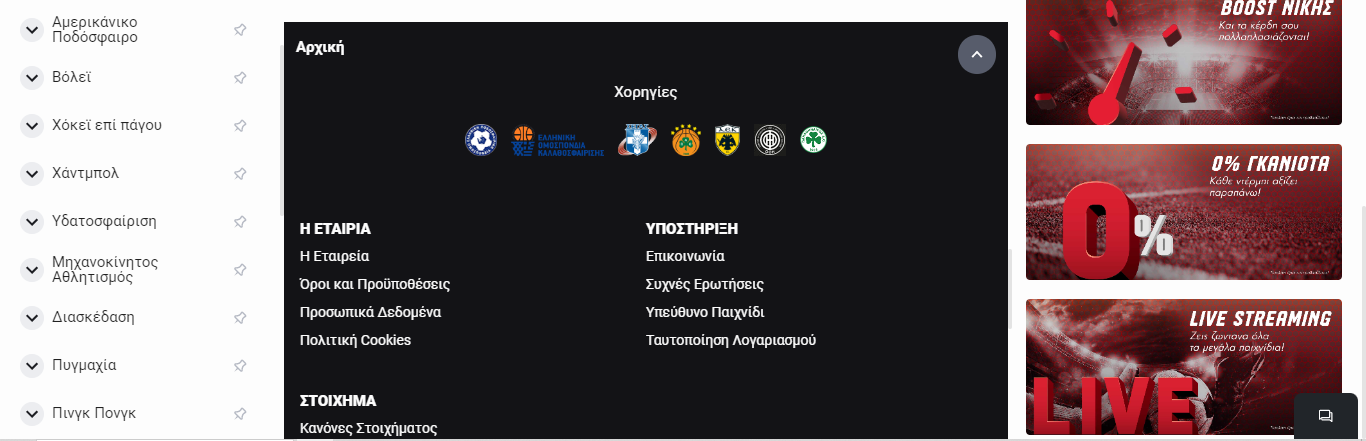 Αμερικάνικο
Ποδόσφαιρο
Βόλεϊ
Χόκεϊ επί πάγου
Χάντμπολ
Υδατοσφαίριση
Μηχανοκίνητος
Αθλητισμός
Διασκέδαση
Πυγμαχία
Πινγκ Πονγκ
Αρχική
Χορηγίες
ΕΛΛΗΝΙΚΗ
ΟΜΟΣΠΟΝΔΙΑ
ΚΑΛΑΘΟΣΦΑΙΡΙΣΗΣ
Η ΕΤΑΙΡΙΑ
Η Εταιρεία
Όροι και Προϋποθέσεις
Προσωπικά Δεδομένα
Πολιτική Cookies
ΥΠΟΣΤΗΡΙΞΗ
Επικοινωνία
Συχνές Ερωτήσεις
Υπεύθυνο Παιχνίδι
Ταυτοποίηση Λογαριασμού
ΣΤΟΙΧΗΜΑ
Κανόνες Στοιχήματος
BOOST ΝΙΚΗΣ
Και τα κέρδη σου
πολλαπλασιάζονται!
0% ΓΚΑΝΙΟΤΑ
Κάθε ντέρμπι αξίζει
παραπάνω!
0%
LIVE STREAMING
Ζεις ζωντανα όλα
τα μεγάλα παιχνίδια!
LIVE